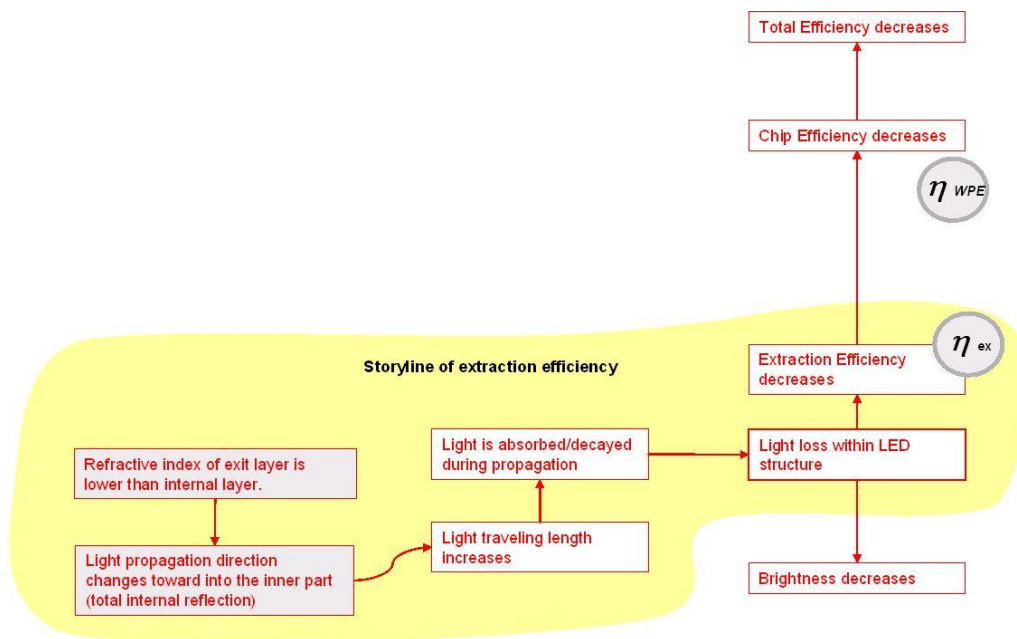 Total Efficiency decreases
Chip Efficiency decreases
η WPE
η ex
Storyline of extraction efficiency
Extraction Efficiency
decreases
Light is absorbed/decayed
during propagation
Light loss within LED
structure
Refractive index of exit layer is
lower than internal layer.
Light traveling length
increases
Light propagation direction
changes toward into the inner part
(total internal reflection)
Brightness decreases